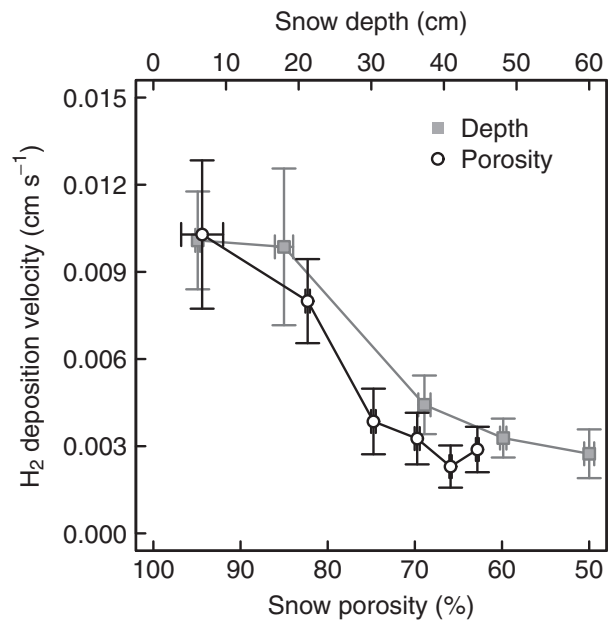 Snow depth (cm)
0 10 20 30 40 50 60
0.015
0.012
0.009
0.006
0.003
0.000
H₂ deposition velocity (cm s⁻¹)
Depth
Porosity
100 90 80 70 60 50
Snow porosity (%)